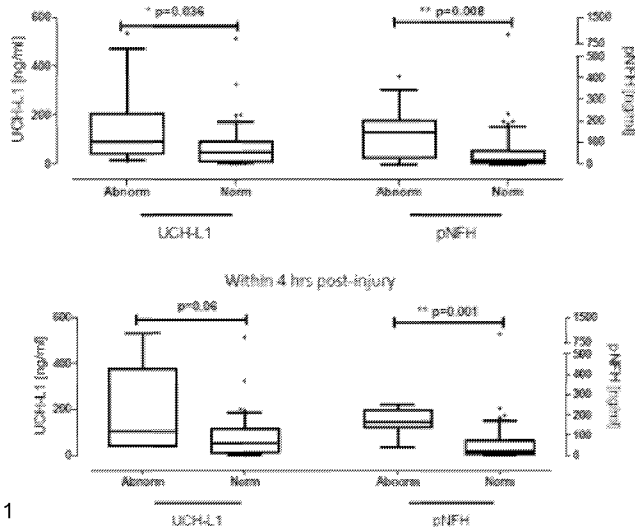 * p=0.036
** p=0.008
600
400
200
0
UCH-L1 [ng/ml]
1500
750
500
400
300
200
100
0
pNFH [ng/ml]
Abnorm Norm Abnorm Norm
UCH-L1 pNFH
Within 4 hrs post-injury
p=0.06
** p=0.001
600
400
200
0
UCH-L1 [ng/ml]
1500
750
500
400
300
200
100
0
pNFH [ng/ml]
Abnorm Norm Abnorm Norm
UCH-L1 pNFH
1